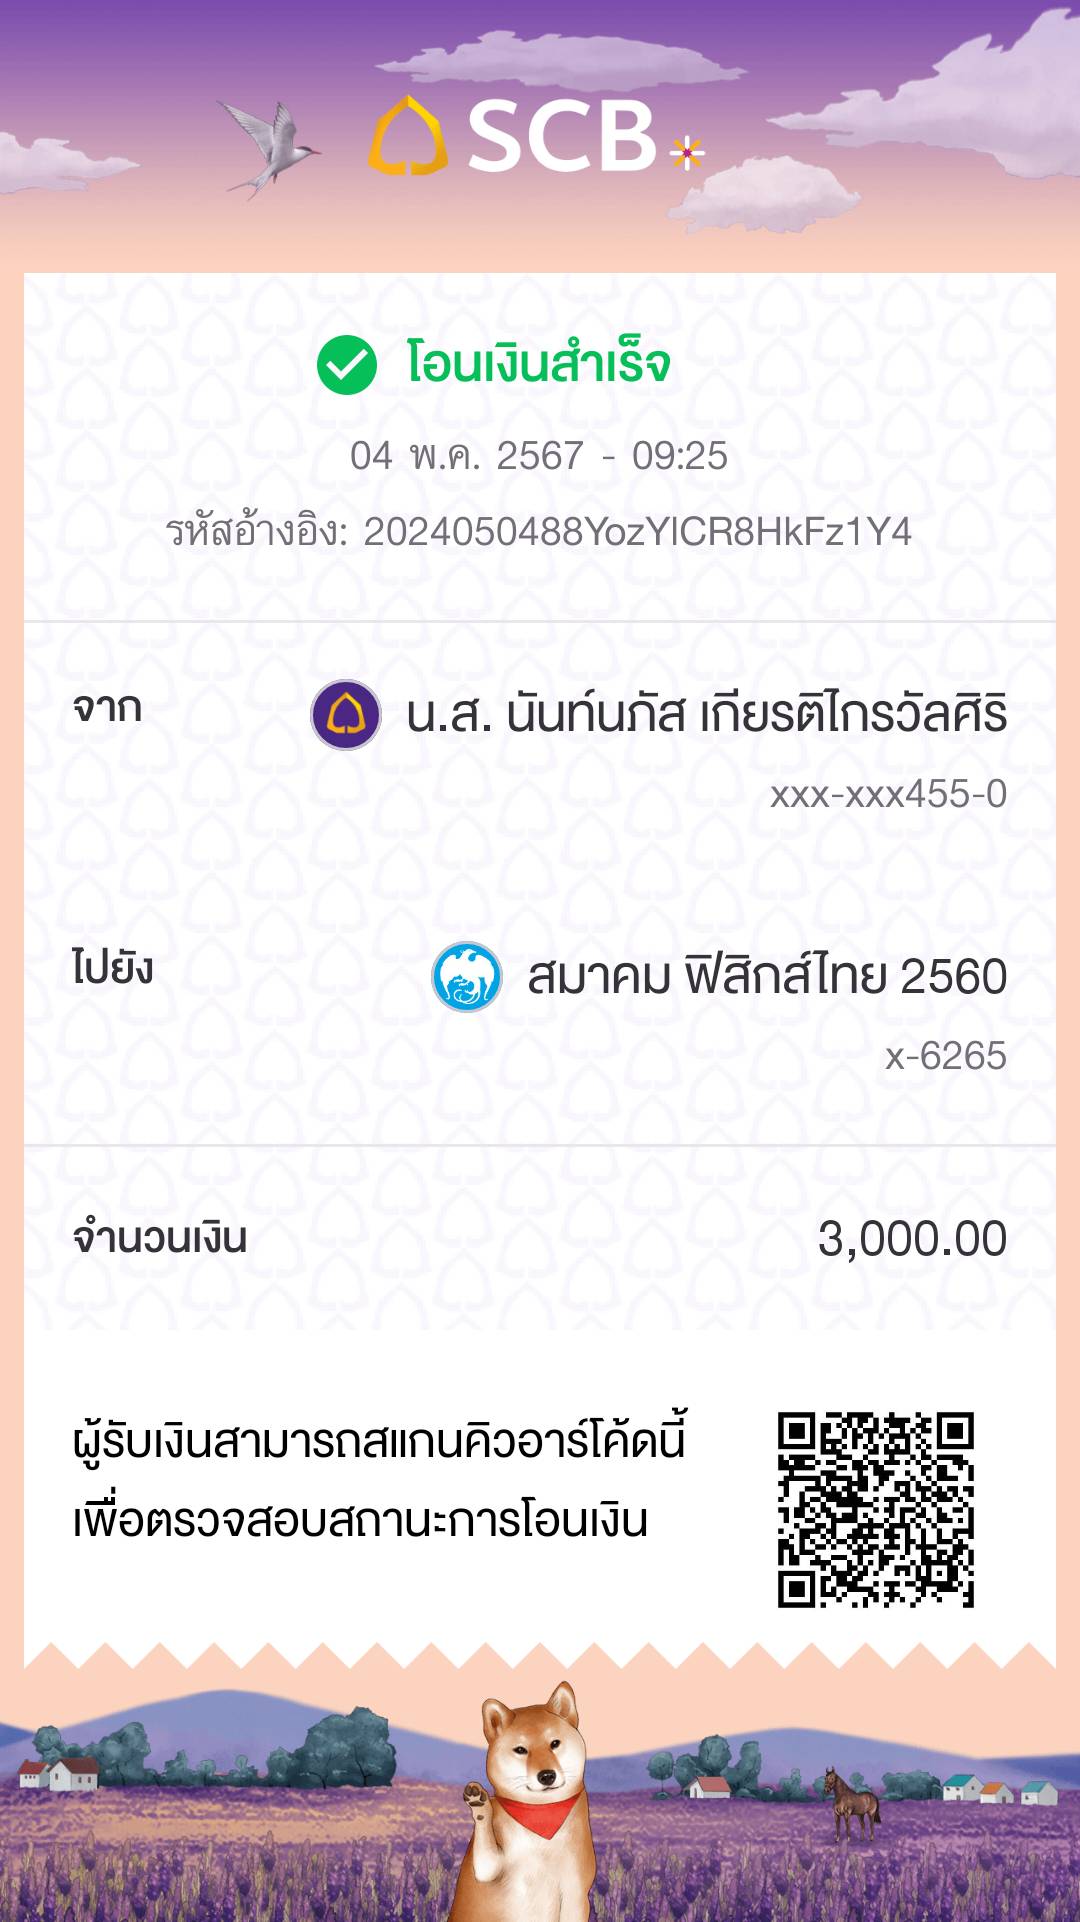 SCB
โอนเงินสำเร็จ
04 พ.ค. 2567 - 09:25
รหัสอ้างอิง: 2024050488YozYlCR8HkFz1Y4
จาก น.ส. นันท์นภัส เกียรติไกรวัลศิริ
xxx-xxx455-0
ไปยัง สมาคม ฟิสิกส์ไทย 2560
x-6265
จำนวนเงิน 3,000.00
ผู้รับเงินสามารถสแกนคิวอาร์โค้ดนี้
เพื่อตรวจสอบสถานะการโอนเงิน